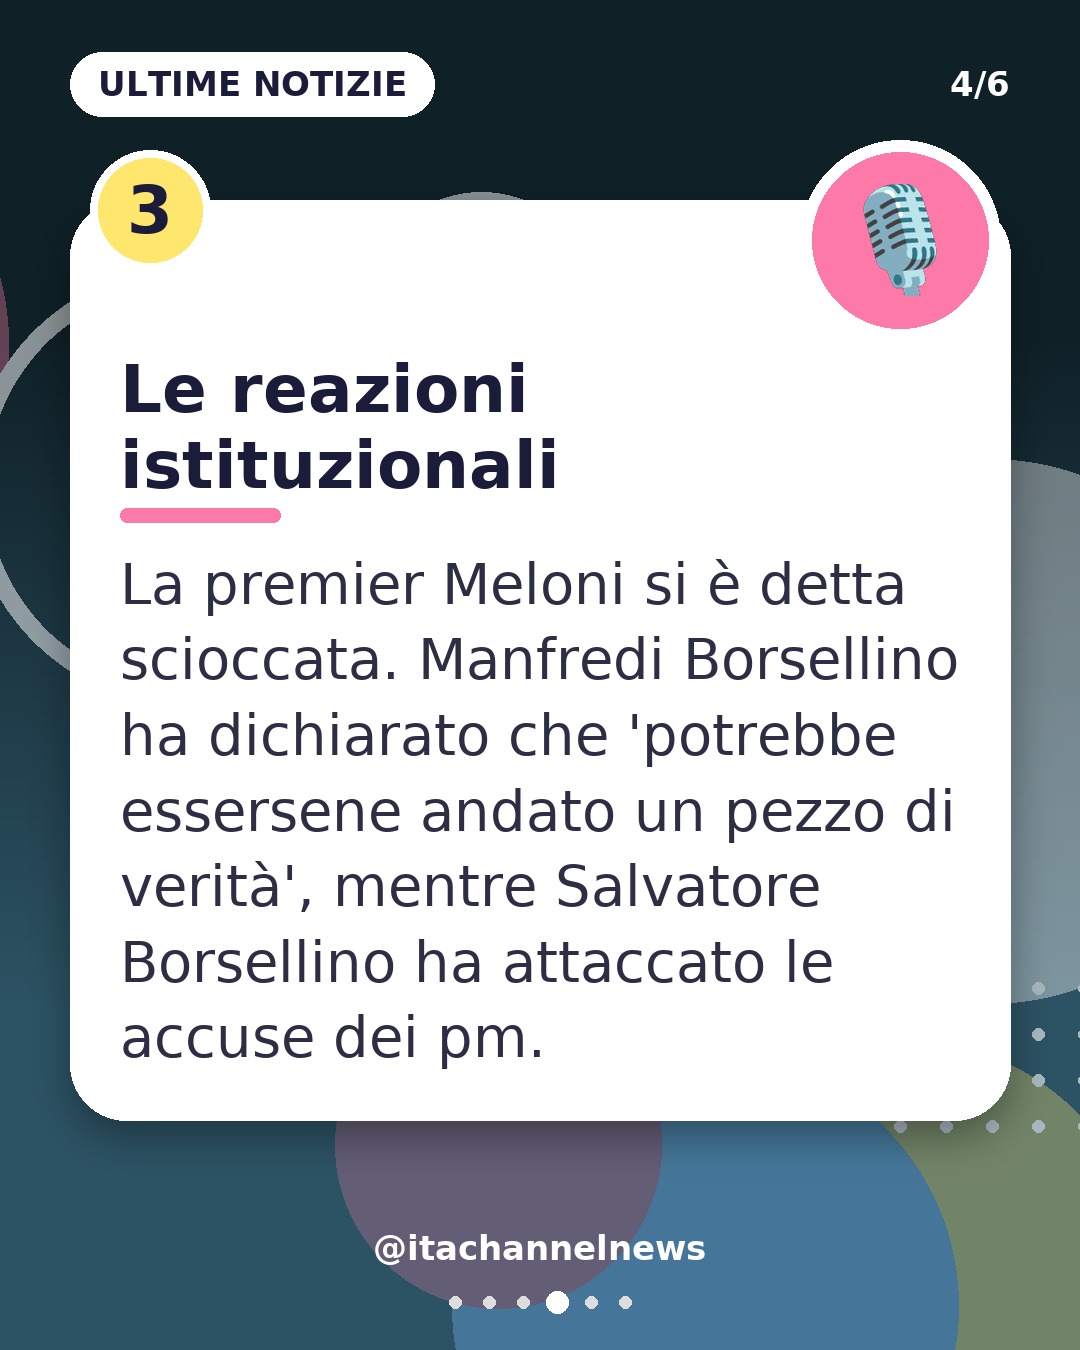 ULTIME NOTIZIE
4/6
3
Le reazioni
istituzionali
La premier Meloni si è detta
scioccata. Manfredi Borsellino
ha dichiarato che 'potrebbe
essersene andato un pezzo di
verità', mentre Salvatore
Borsellino ha attaccato le
accuse dei pm.
@itachannelnews